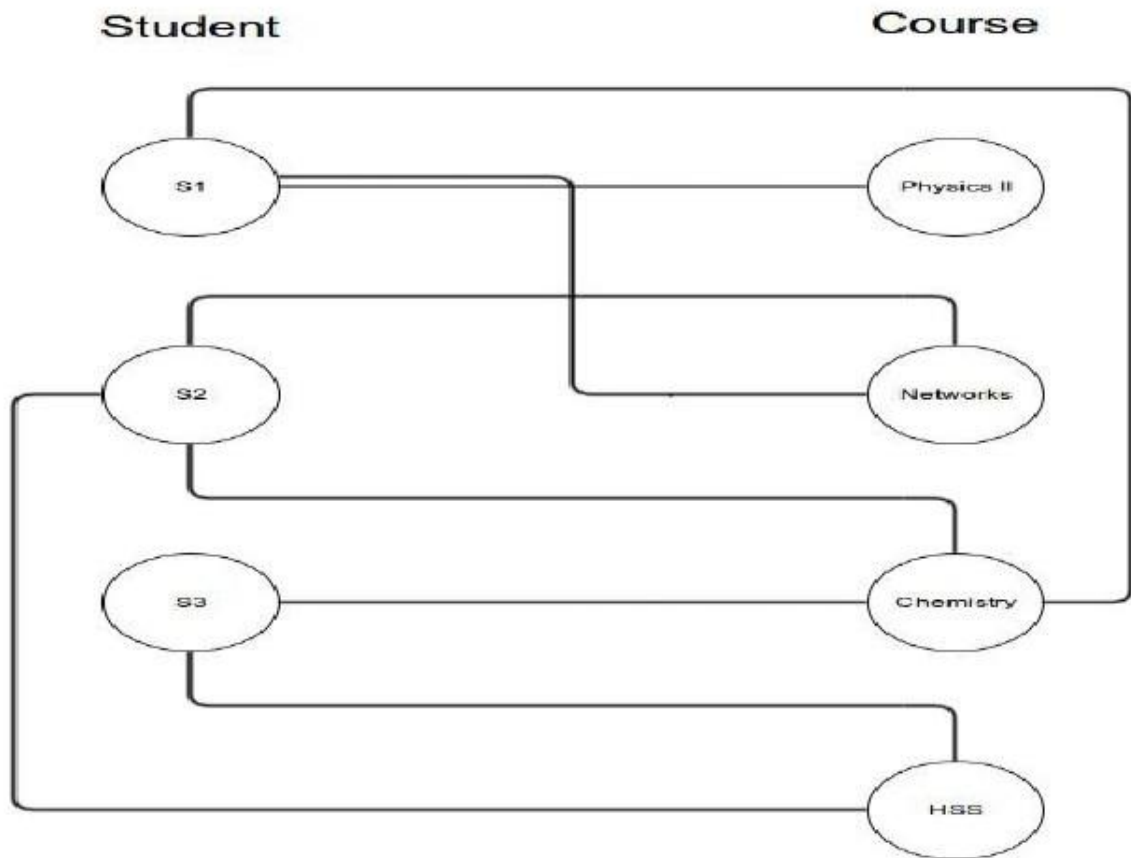 Student Course
S1 Physics II
S2 Networks
S3 Chemistry
HSS